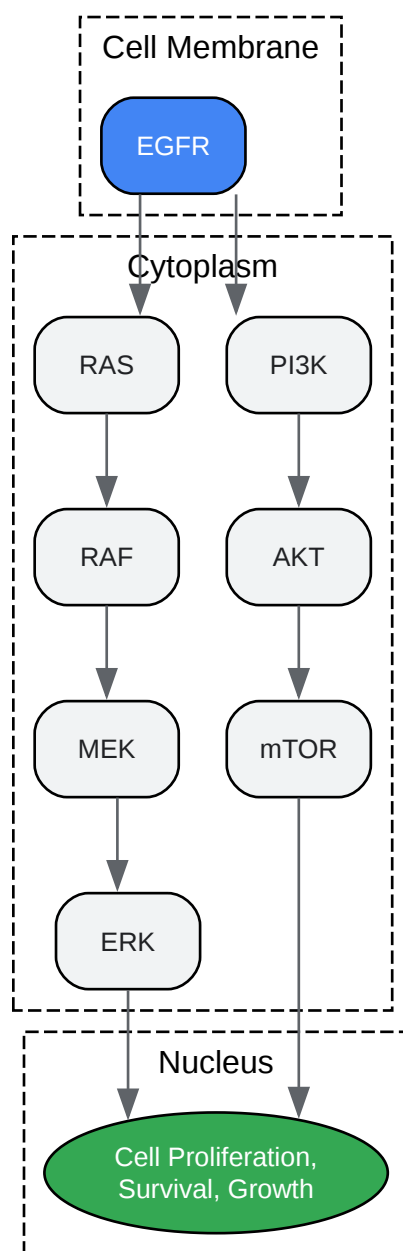 Cell Membrane
EGFR
Cytoplasm
RAS
PI3K
RAF
AKT
MEK
mTOR
ERK
Nucleus
Cell Proliferation,
Survival, Growth